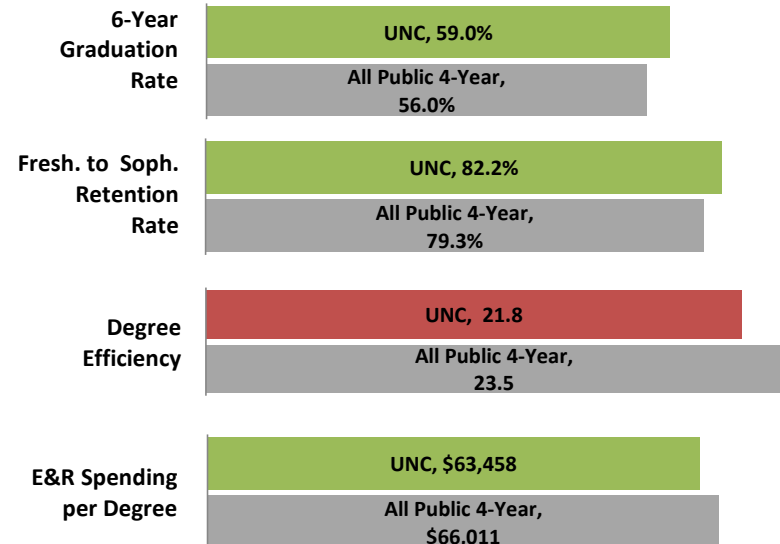 6-Year
Graduation
Rate
UNC, 59.0%
All Public 4-Year,
56.0%
Fresh. to Soph.
Retention
Rate
UNC, 82.2%
All Public 4-Year,
79.3%
Degree
Efficiency
UNC, 21.8
All Public 4-Year,
23.5
E&R Spending
per Degree
UNC, $63,458
All Public 4-Year,
$66,011